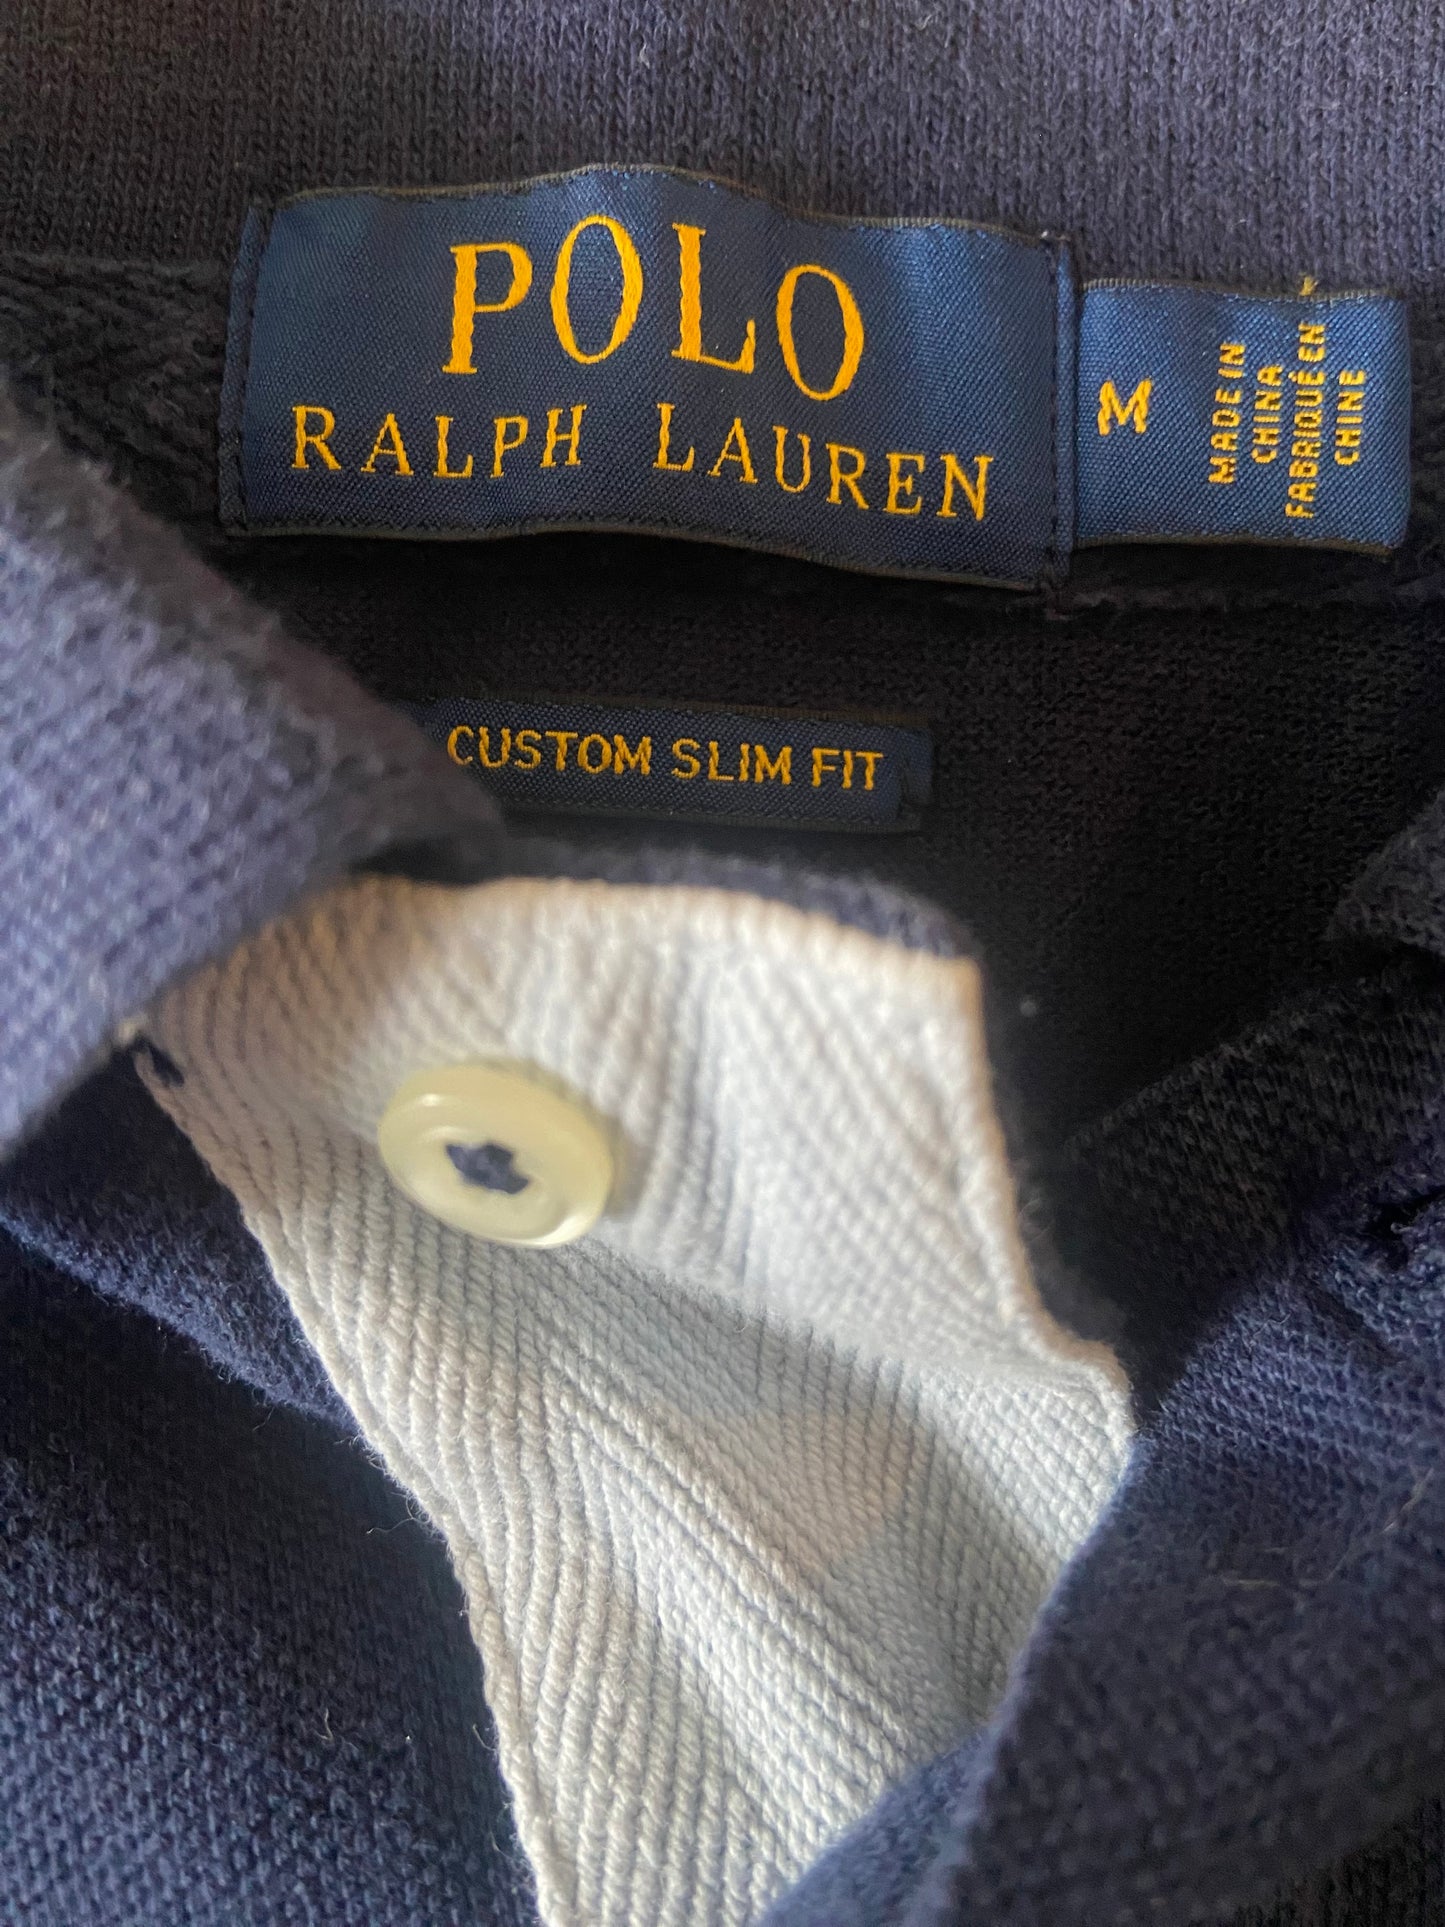 POLO
RALPH LAUREN
M
MADE IN
CHINA
FABRIQUÉ EN
CHINE
CUSTOM SLIM FIT